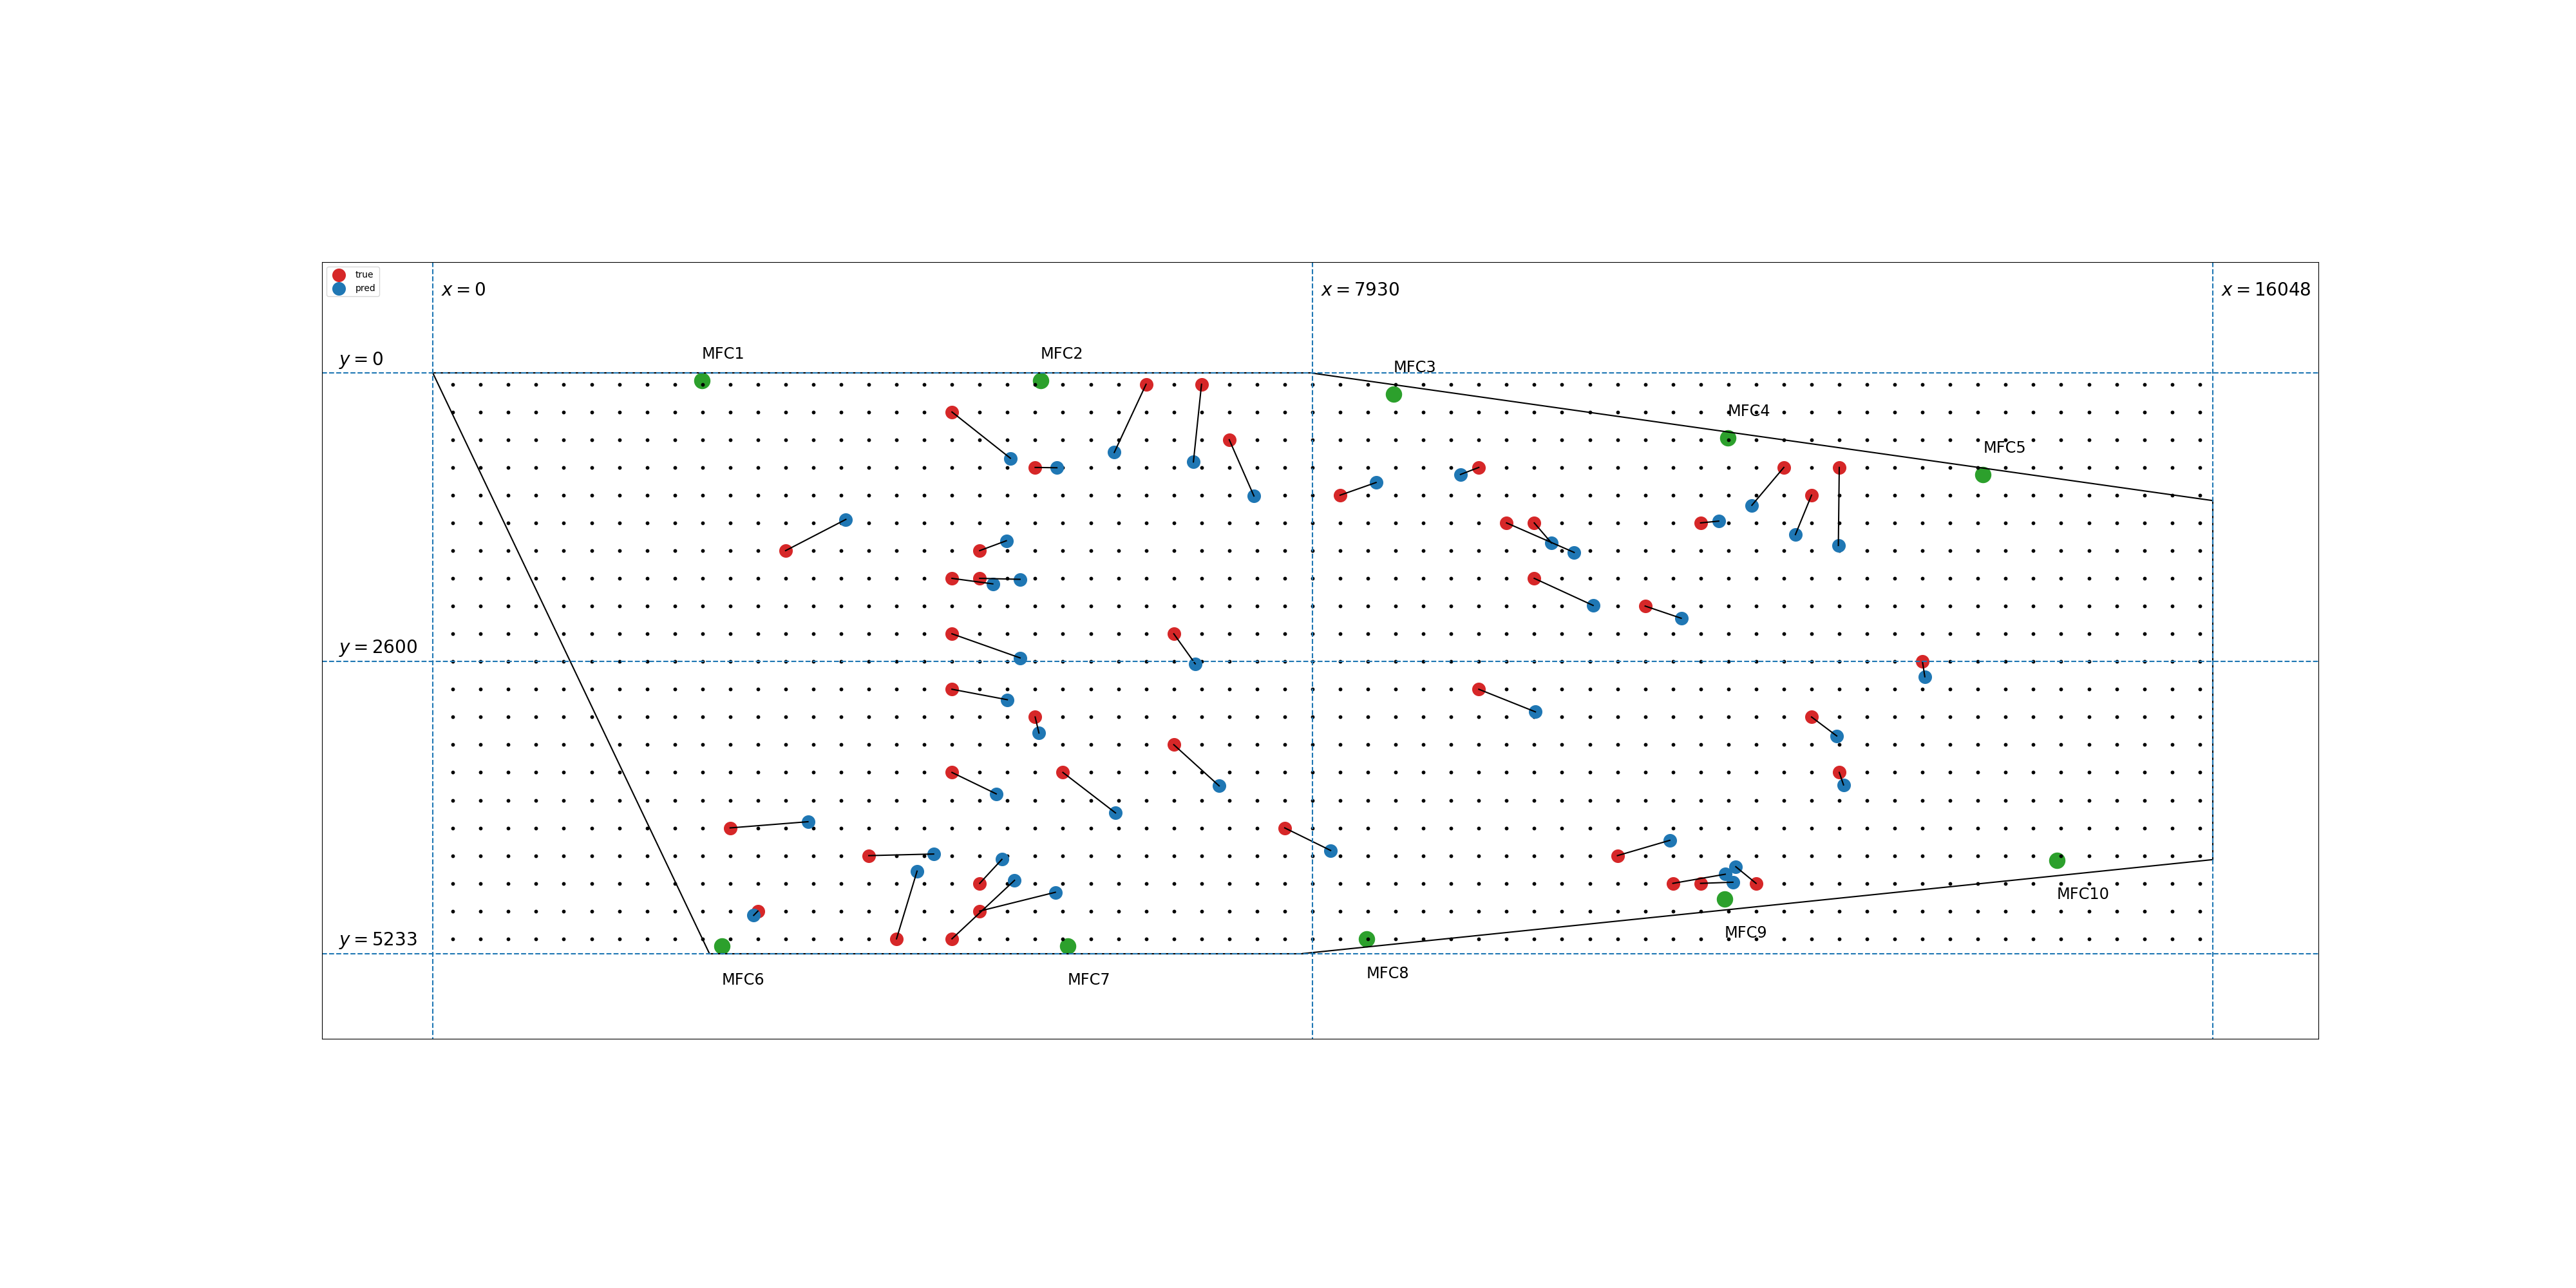 true
pred
x = 0
x = 7930
x = 16048
y = 0
MFC1
MFC2
MFC3
MFC4
MFC5
y = 2600
MFC10
MFC9
y = 5233
MFC8
MFC6
MFC7